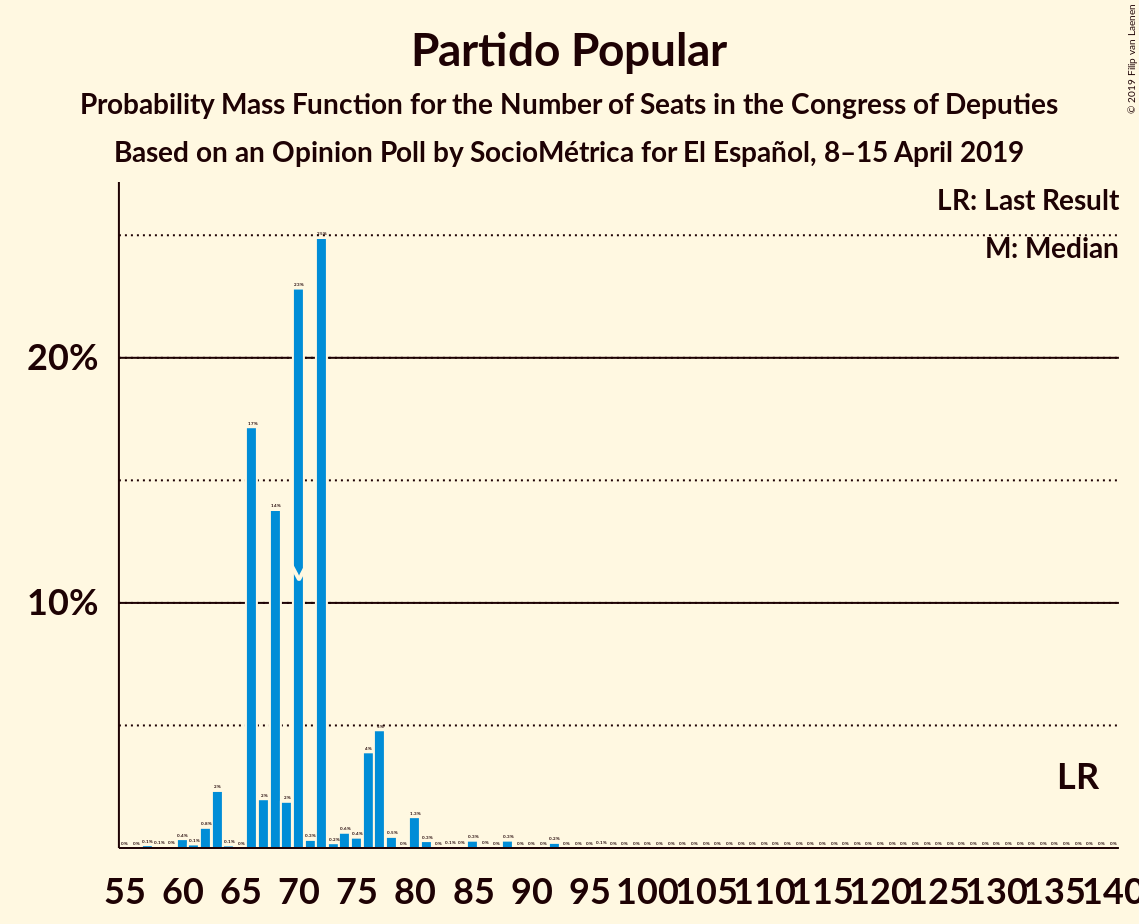 Partido Popular
Probability Mass Function for the Number of Seats in the Congress of Deputies
Based on an Opinion Poll by SocioMétrica for El Español, 8–15 April 2019
© 2019 Filip van Laenen
LR: Last Result
M: Median
20%
10%
M
LR
55 60 65 70 75 80 85 90 95 100 105 110 115 120 125 130 135 140